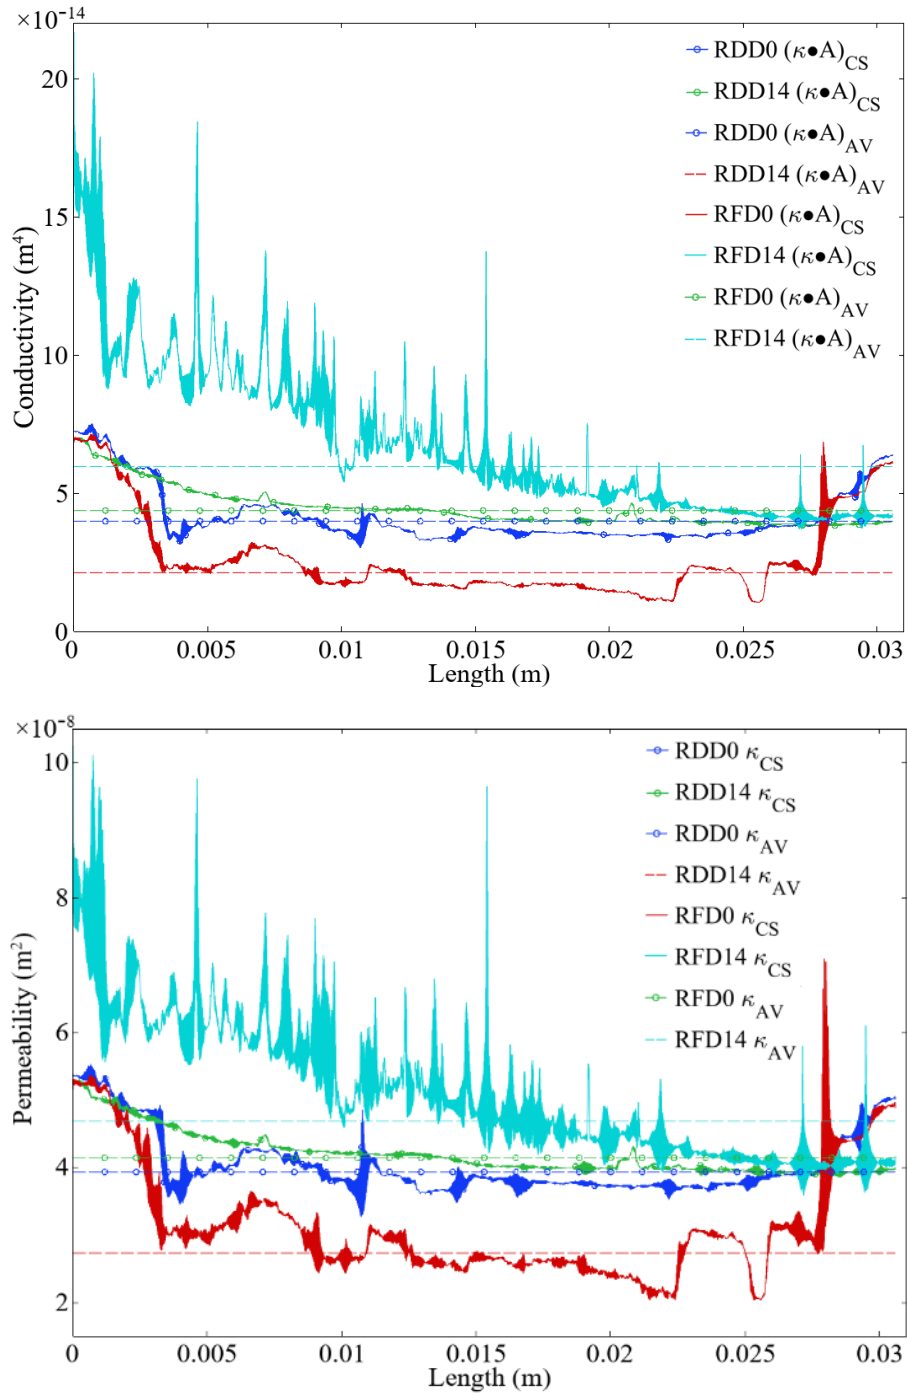 ×10⁻¹⁴
20
15
10
5
0
Conductivity (m⁴)
RDD0 (κ●A)CS
RDD14 (κ●A)CS
RDD0 (κ●A)AV
RDD14 (κ●A)AV
RFD0 (κ●A)CS
RFD14 (κ●A)CS
RFD0 (κ●A)AV
RFD14 (κ●A)AV
0 0.005 0.01 0.015 0.02 0.025 0.03
Length (m)
×10⁻⁸
10
8
6
4
2
Permeability (m²)
RDD0 κCS
RDD14 κCS
RDD0 κAV
RDD14 κAV
RFD0 κCS
RFD14 κCS
RFD0 κAV
RFD14 κAV
0 0.005 0.01 0.015 0.02 0.025 0.03
Length (m)